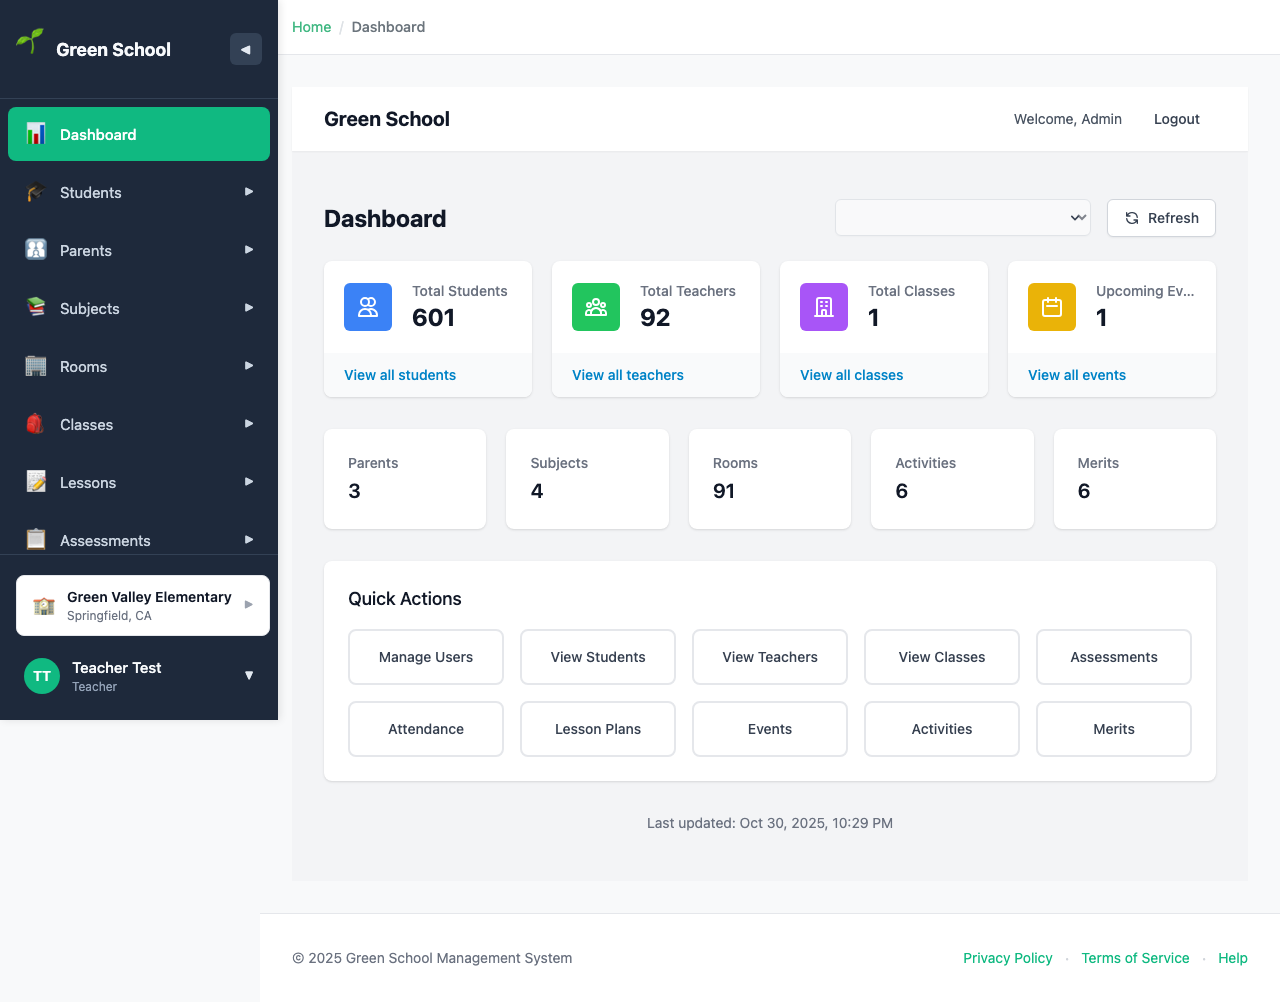 Green School
◀
Dashboard
Students ▶
Parents ▶
Subjects ▶
Rooms ▶
Classes ▶
Lessons ▶
Assessments ▶
Green Valley Elementary ▶
Springfield, CA
TT
Teacher Test ▼
Teacher
Home / Dashboard
Green School
Welcome, Admin Logout
Dashboard
Refresh
Total Students
601
View all students
Total Teachers
92
View all teachers
Total Classes
1
View all classes
Upcoming Ev...
1
View all events
Parents
3
Subjects
4
Rooms
91
Activities
6
Merits
6
Quick Actions
Manage Users View Students View Teachers View Classes Assessments
Attendance Lesson Plans Events Activities Merits
Last updated: Oct 30, 2025, 10:29 PM
© 2025 Green School Management System
Privacy Policy · Terms of Service · Help